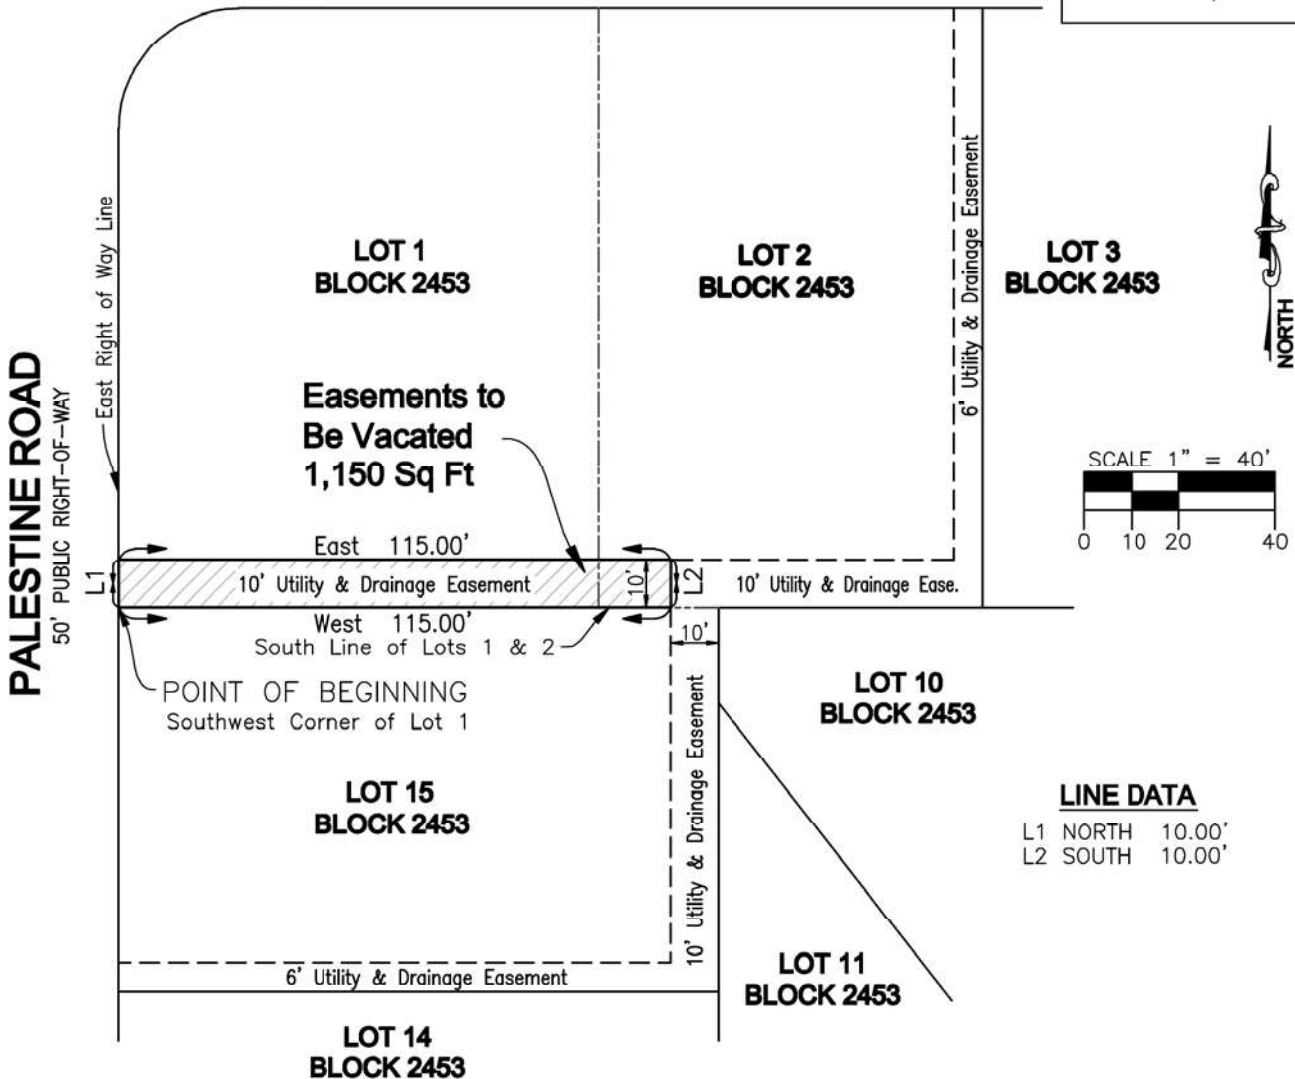 LOT 1
BLOCK 2453
LOT 2
BLOCK 2453
LOT 3
BLOCK 2453
East Right of Way Line
6' Utility & Drainage Easement
NORTH
PALESTINE ROAD
50' PUBLIC RIGHT-OF-WAY
Easements to
Be Vacated
1,150 Sq Ft
SCALE 1" = 40'
0 10 20 40
East 115.00'
L1
10' Utility & Drainage Easement
10'
L2
10' Utility & Drainage Ease.
West 115.00'
South Line of Lots 1 & 2
10'
POINT OF BEGINNING
Southwest Corner of Lot 1
LOT 10
BLOCK 2453
10' Utility & Drainage Easement
LOT 15
BLOCK 2453
LINE DATA
L1 NORTH 10.00'
L2 SOUTH 10.00'
6' Utility & Drainage Easement
LOT 11
BLOCK 2453
LOT 14
BLOCK 2453